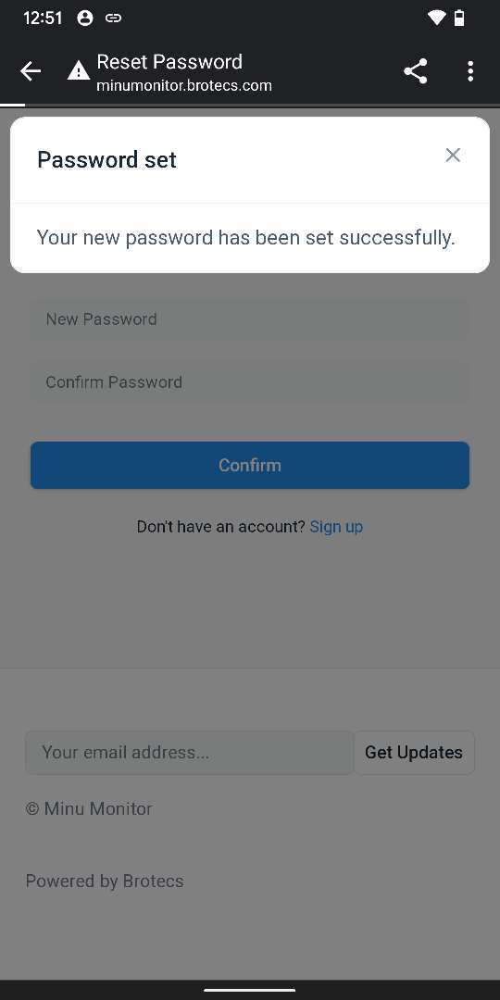 12:51
Reset Password
minumonitor.brotecs.com
Password set
Your new password has been set successfully.
New Password
Confirm Password
Confirm
Don't have an account? Sign up
Your email address...
Get Updates
© Minu Monitor
Powered by Brotecs